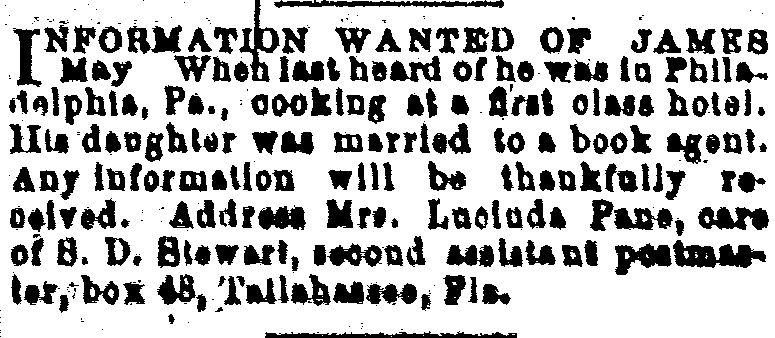 INFORMATION WANTED OF JAMES
May When last heard of he was in Phila-
delphia, Pa., cooking at a first class hotel.
His daughter was married to a book agent.
Any information will be thankfully re-
ceived. Address Mrs. Lucinda Pane, care
of S. D. Stewart, second assistant postmas-
ter, box 48, Tallahassee, Fla.